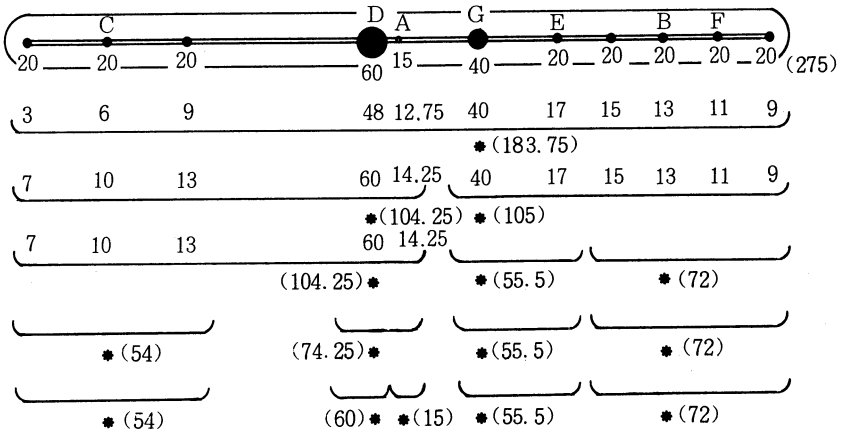 D A G
C E B F
20 20 20 60 15 40 20 20 20 20 20 (275)
3 6 9 48 12.75 40 17 15 13 11 9
(183.75)
7 10 13 60 14.25 40 17 15 13 11 9
(104.25) (105)
7 10 13 60 14.25
(104.25) (55.5) (72)
(54) (74.25) (55.5) (72)
(54) (60) (15) (55.5) (72)